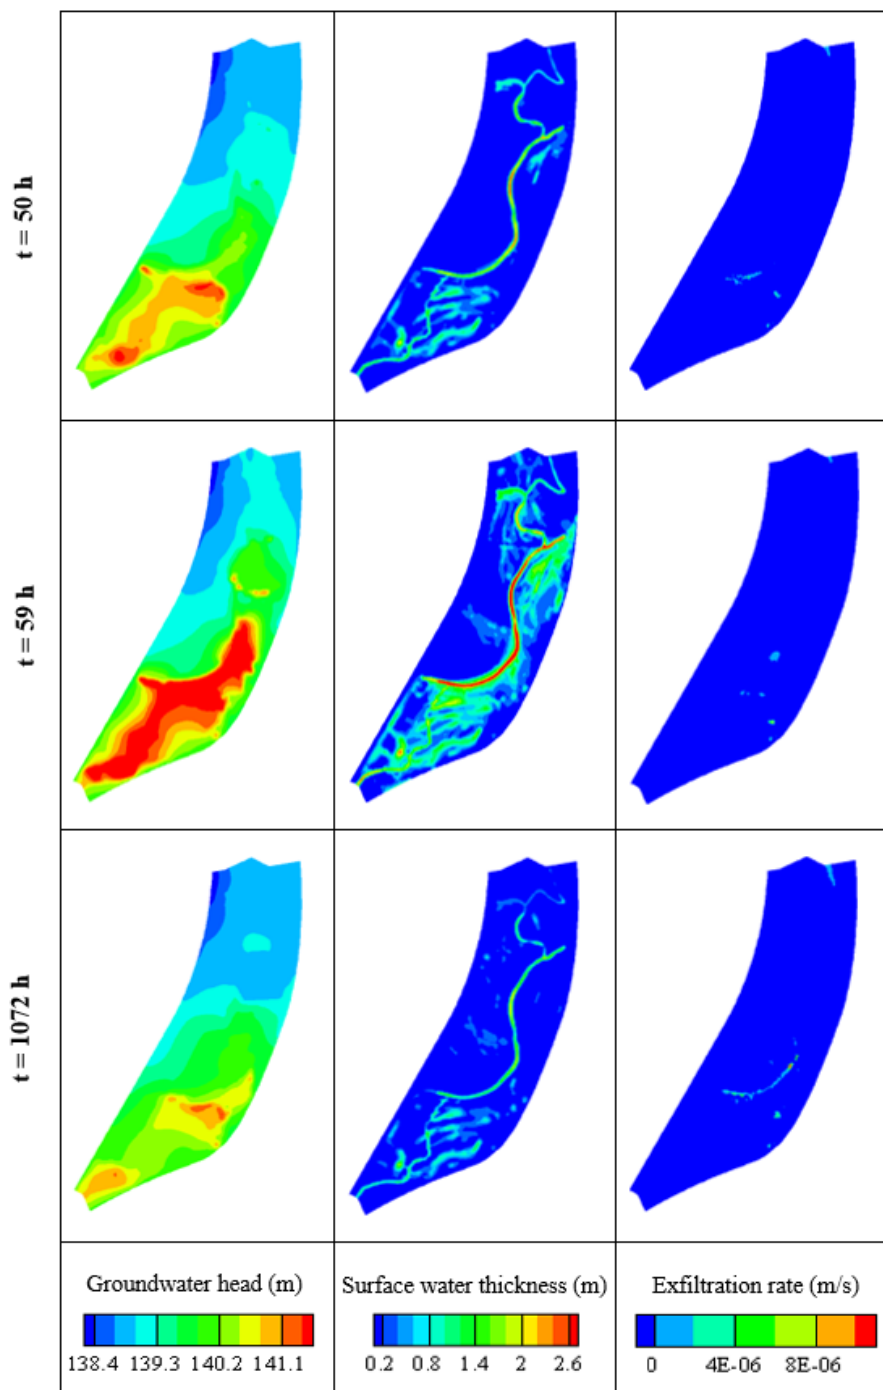 t = 50 h
t = 59 h
t = 1072 h
Groundwater head (m)
138.4 139.3 140.2 141.1
Surface water thickness (m)
0.2 0.8 1.4 2 2.6
Exfiltration rate (m/s)
0 4E-06 8E-06